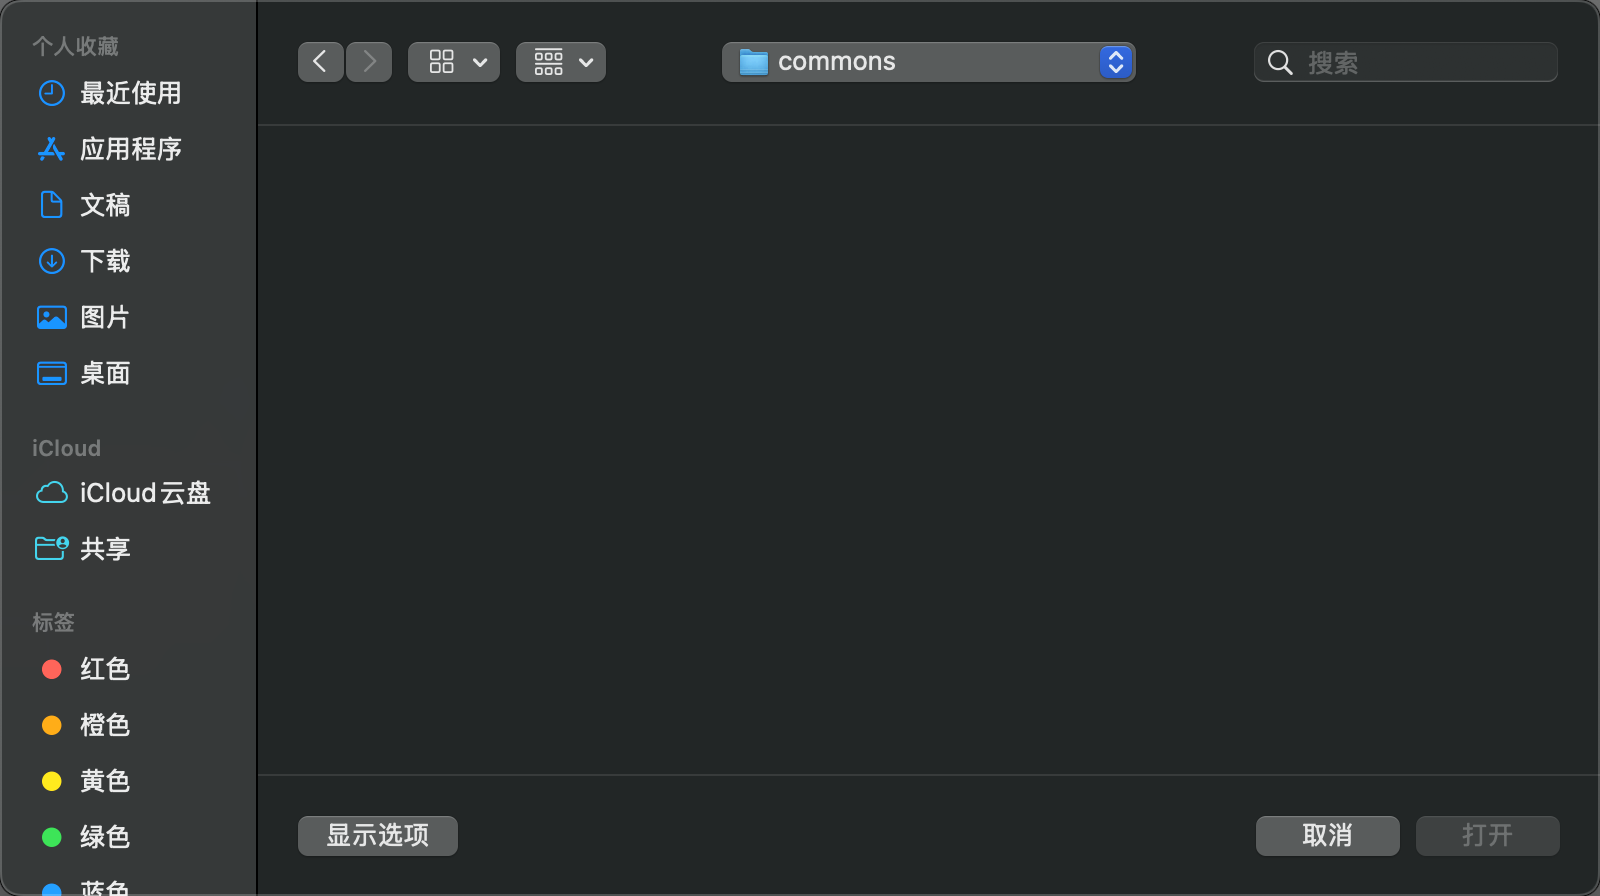 个人收藏
最近使用
应用程序
文稿
下载
图片
桌面
iCloud
iCloud云盘
共享
标签
红色
橙色
黄色
绿色
蓝色
commons
搜索
显示选项
取消
打开